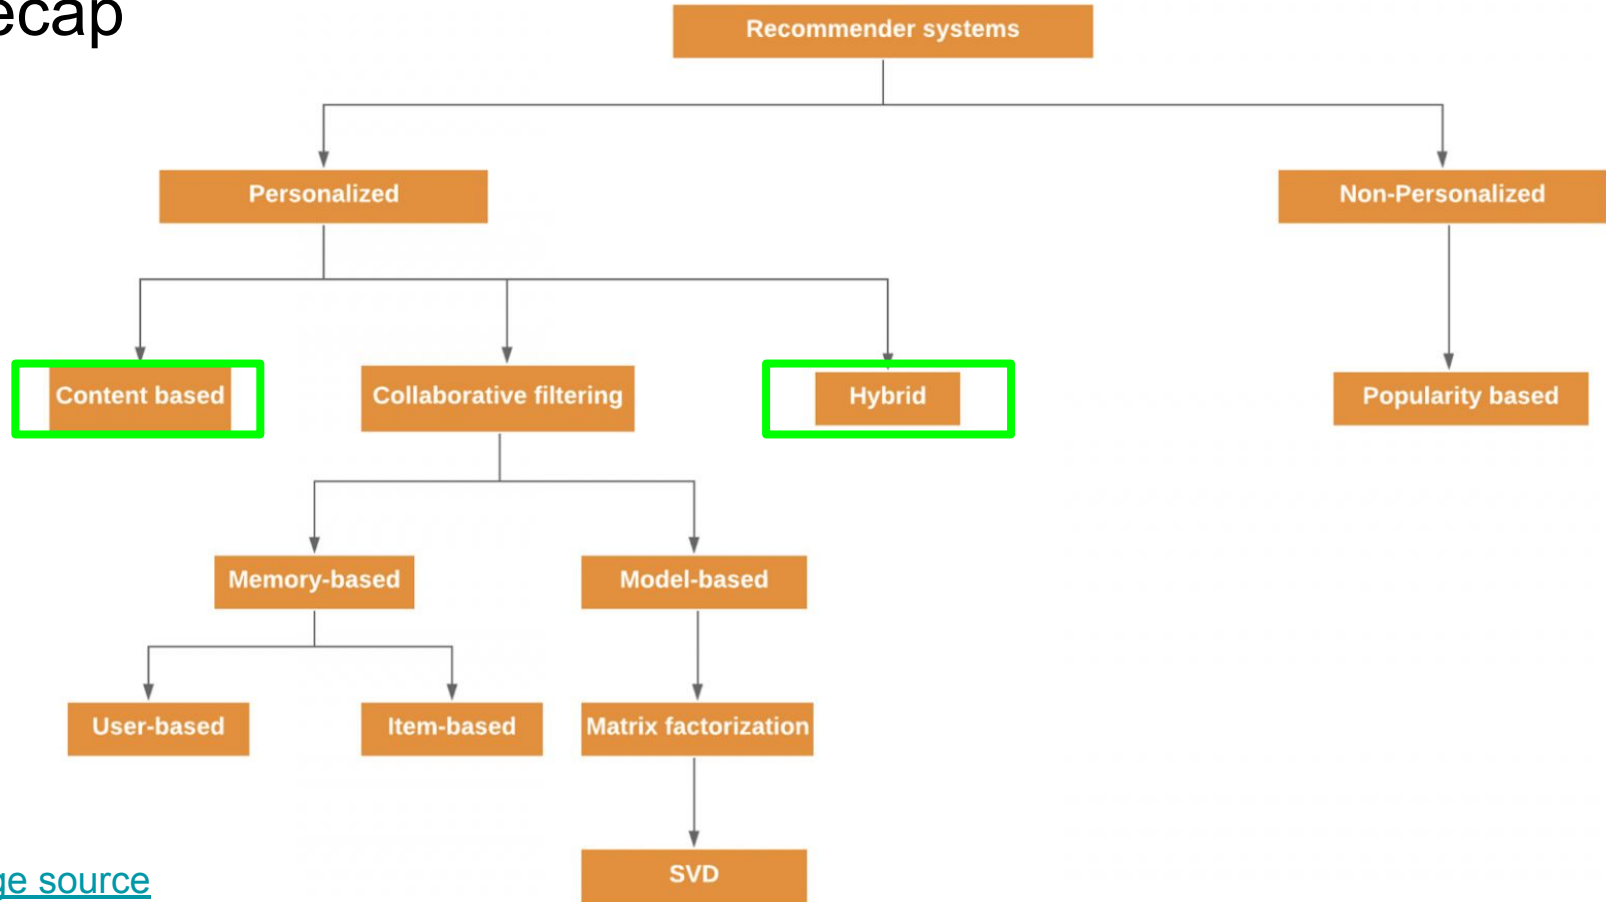 ecap
Recommender systems
Personalized
Non-Personalized
Content based
Collaborative filtering
Hybrid
Popularity based
Memory-based
Model-based
User-based
Item-based
Matrix factorization
SVD
ge source